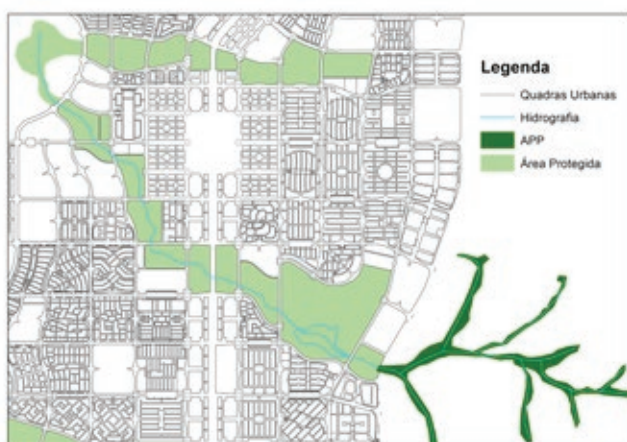 Legenda
Quadras Urbanas
Hidrografia
APP
Área Protegida